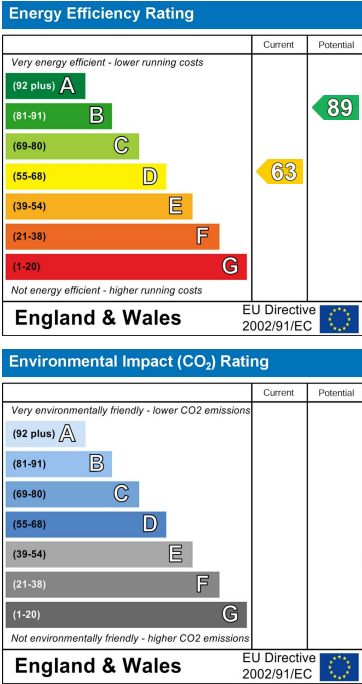 Energy Efficiency Rating
Current Potential
Very energy efficient - lower running costs
(92 plus) A
(81-91) B
89
(69-80) C
(55-68) D
63
(39-54) E
(21-38) F
(1-20) G
Not energy efficient - higher running costs
England & Wales
EU Directive
2002/91/EC
Environmental Impact (CO₂) Rating
Current Potential
Very environmentally friendly - lower CO2 emissions
(92 plus) A
(81-91) B
(69-80) C
(55-68) D
(39-54) E
(21-38) F
(1-20) G
Not environmentally friendly - higher CO2 emissions
England & Wales
EU Directive
2002/91/EC